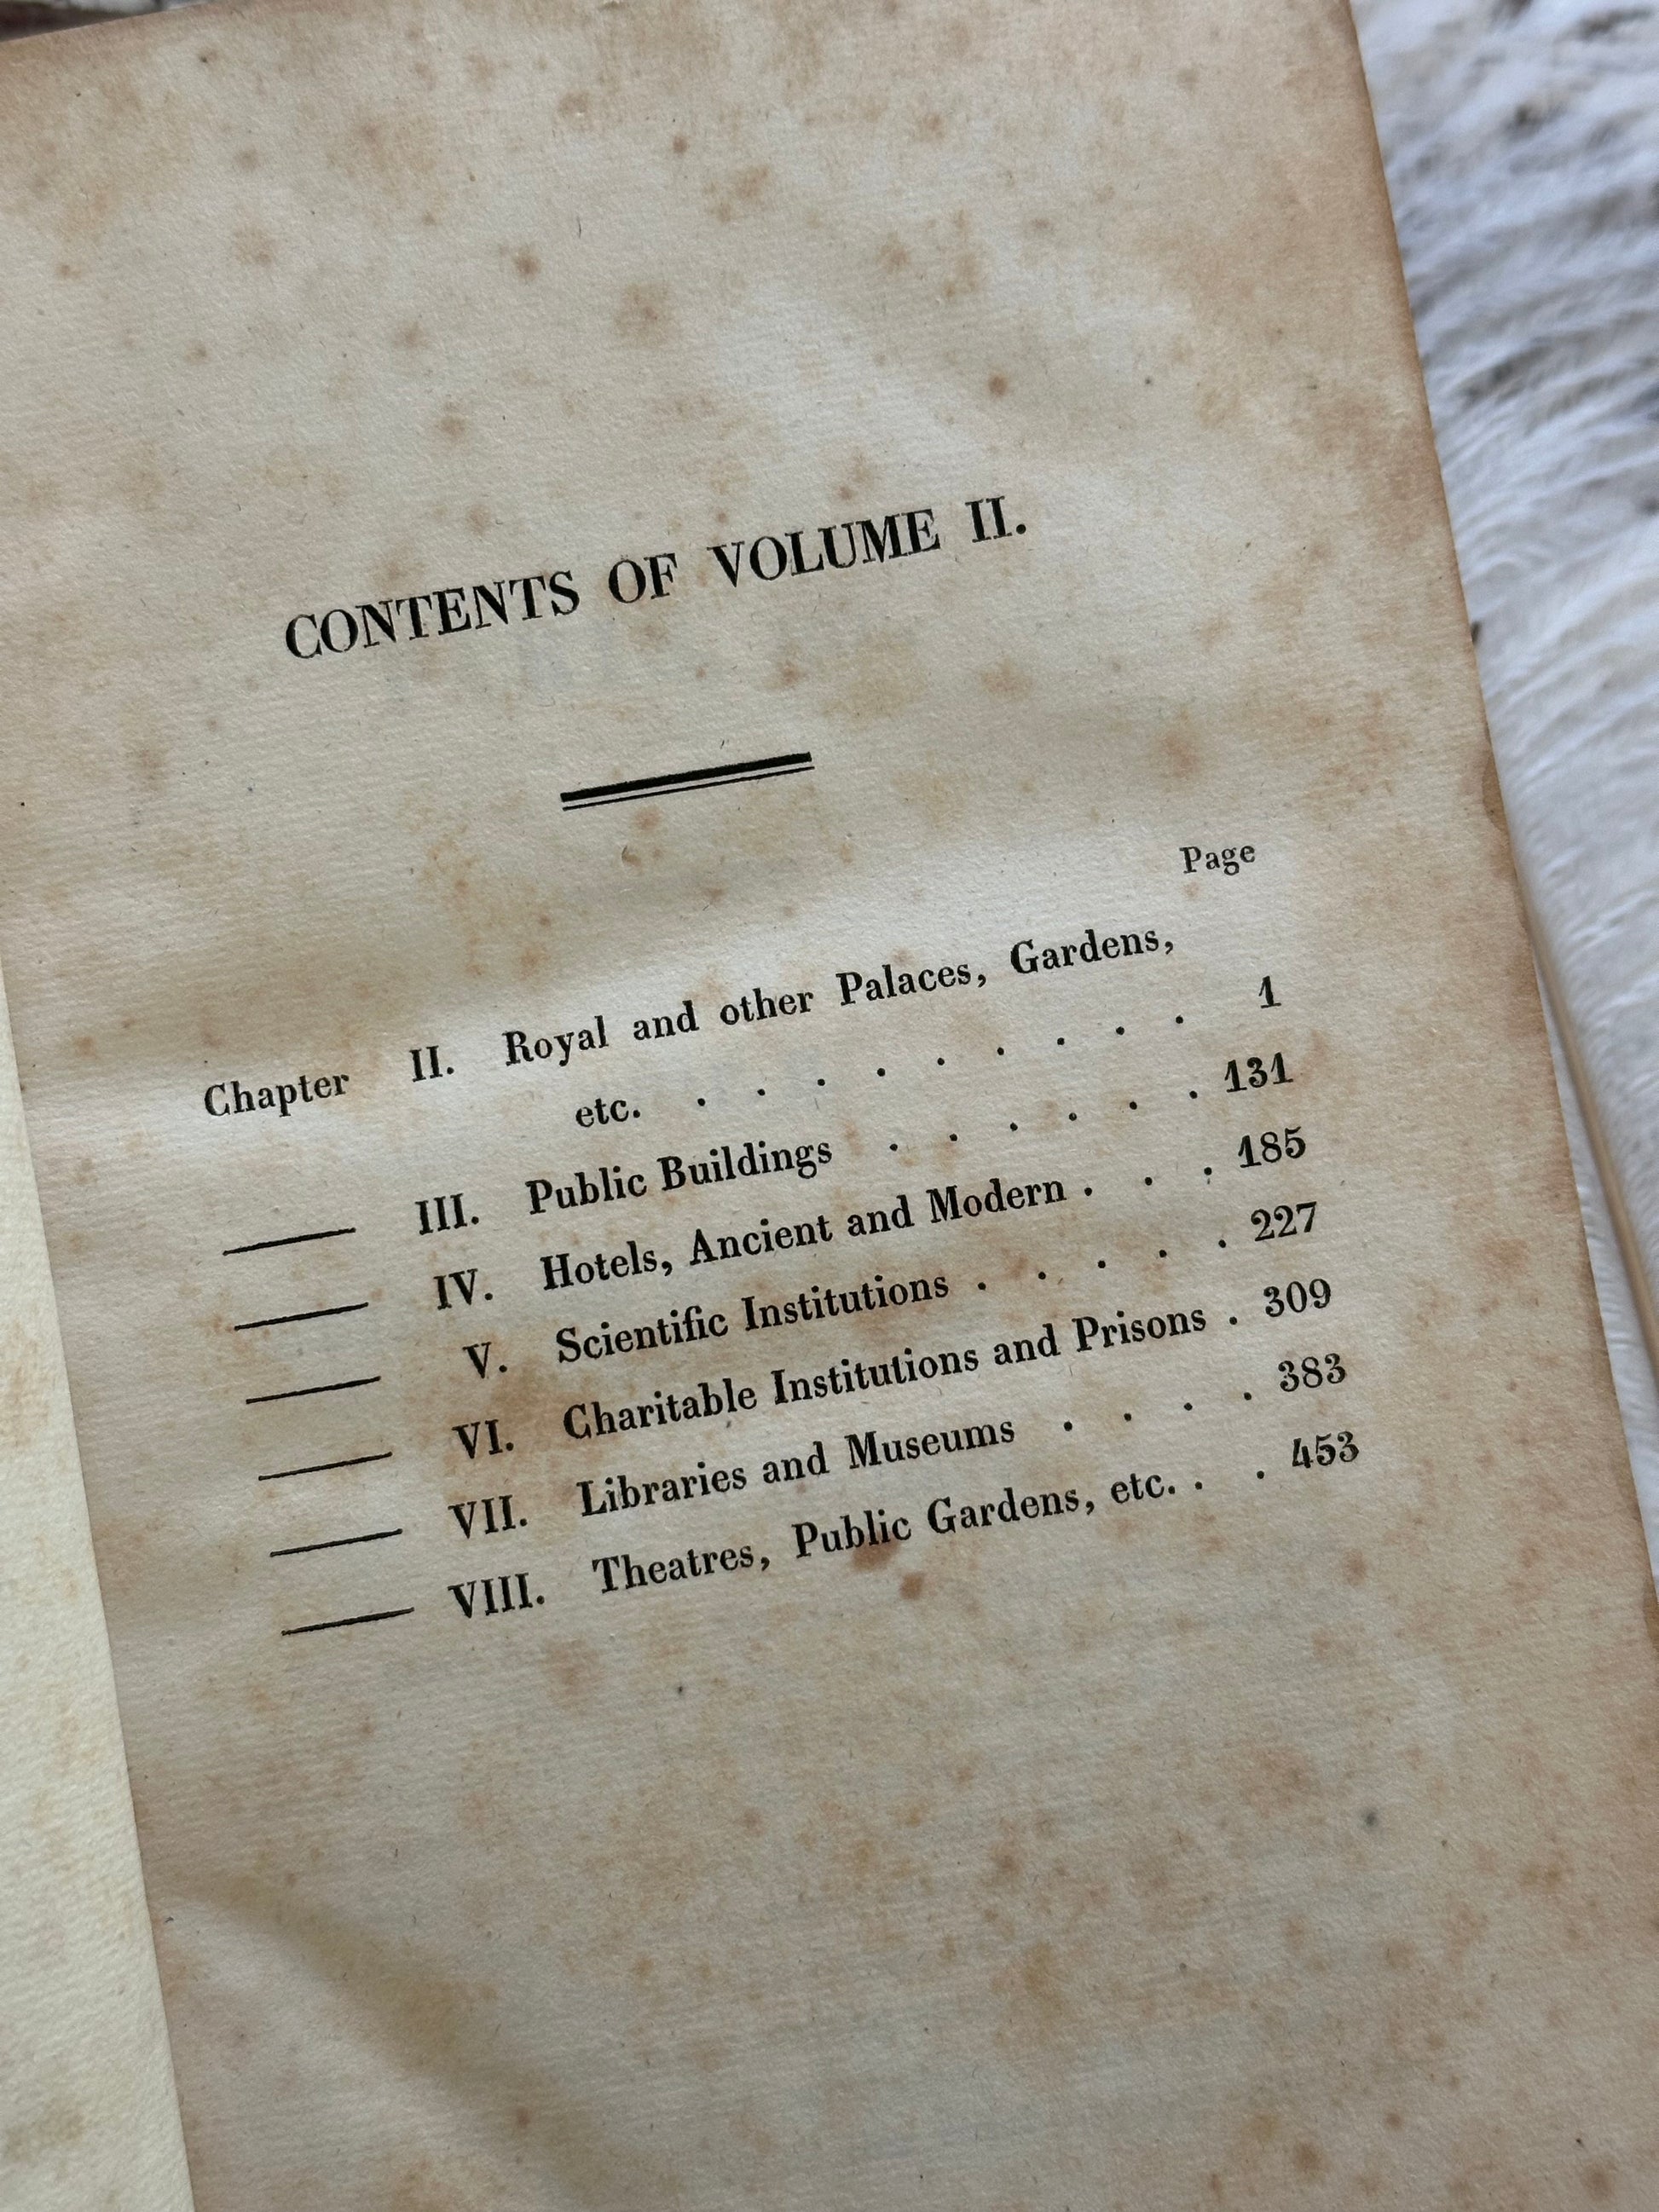 CONTENTS OF VOLUME II.
Page
Chapter II. Royal and other Palaces, Gardens,
etc. . . . . . . . . . 1
——— III. Public Buildings . . . . . . 131
——— IV. Hotels, Ancient and Modern . . . 185
——— V. Scientific Institutions . . . . . 227
——— VI. Charitable Institutions and Prisons . 309
——— VII. Libraries and Museums . . . . 383
——— VIII. Theatres, Public Gardens, etc. . . 453